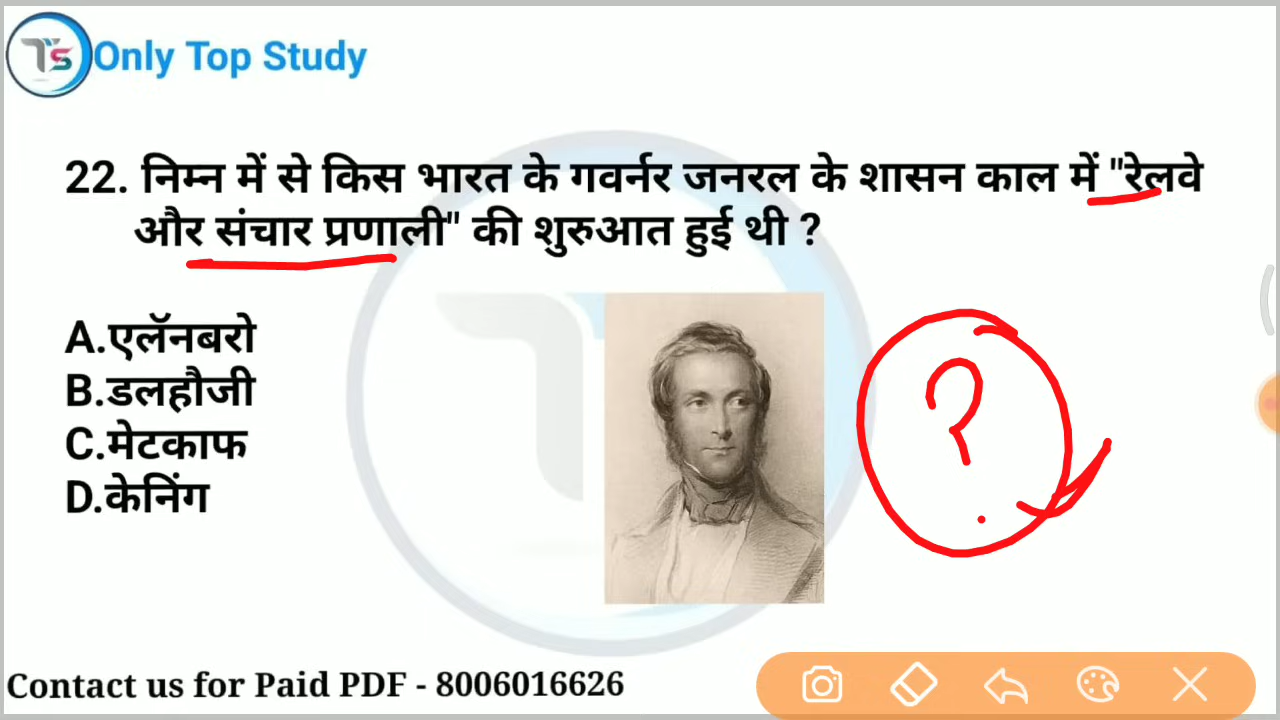 TS Only Top Study
22. निम्न में से किस भारत के गवर्नर जनरल के शासन काल में "रेलवे
और संचार प्रणाली" की शुरुआत हुई थी ?
A.एलॅनबरो
B.डलहौजी
C.मेटकाफ
D.केनिंग
?
Contact us for Paid PDF - 8006016626